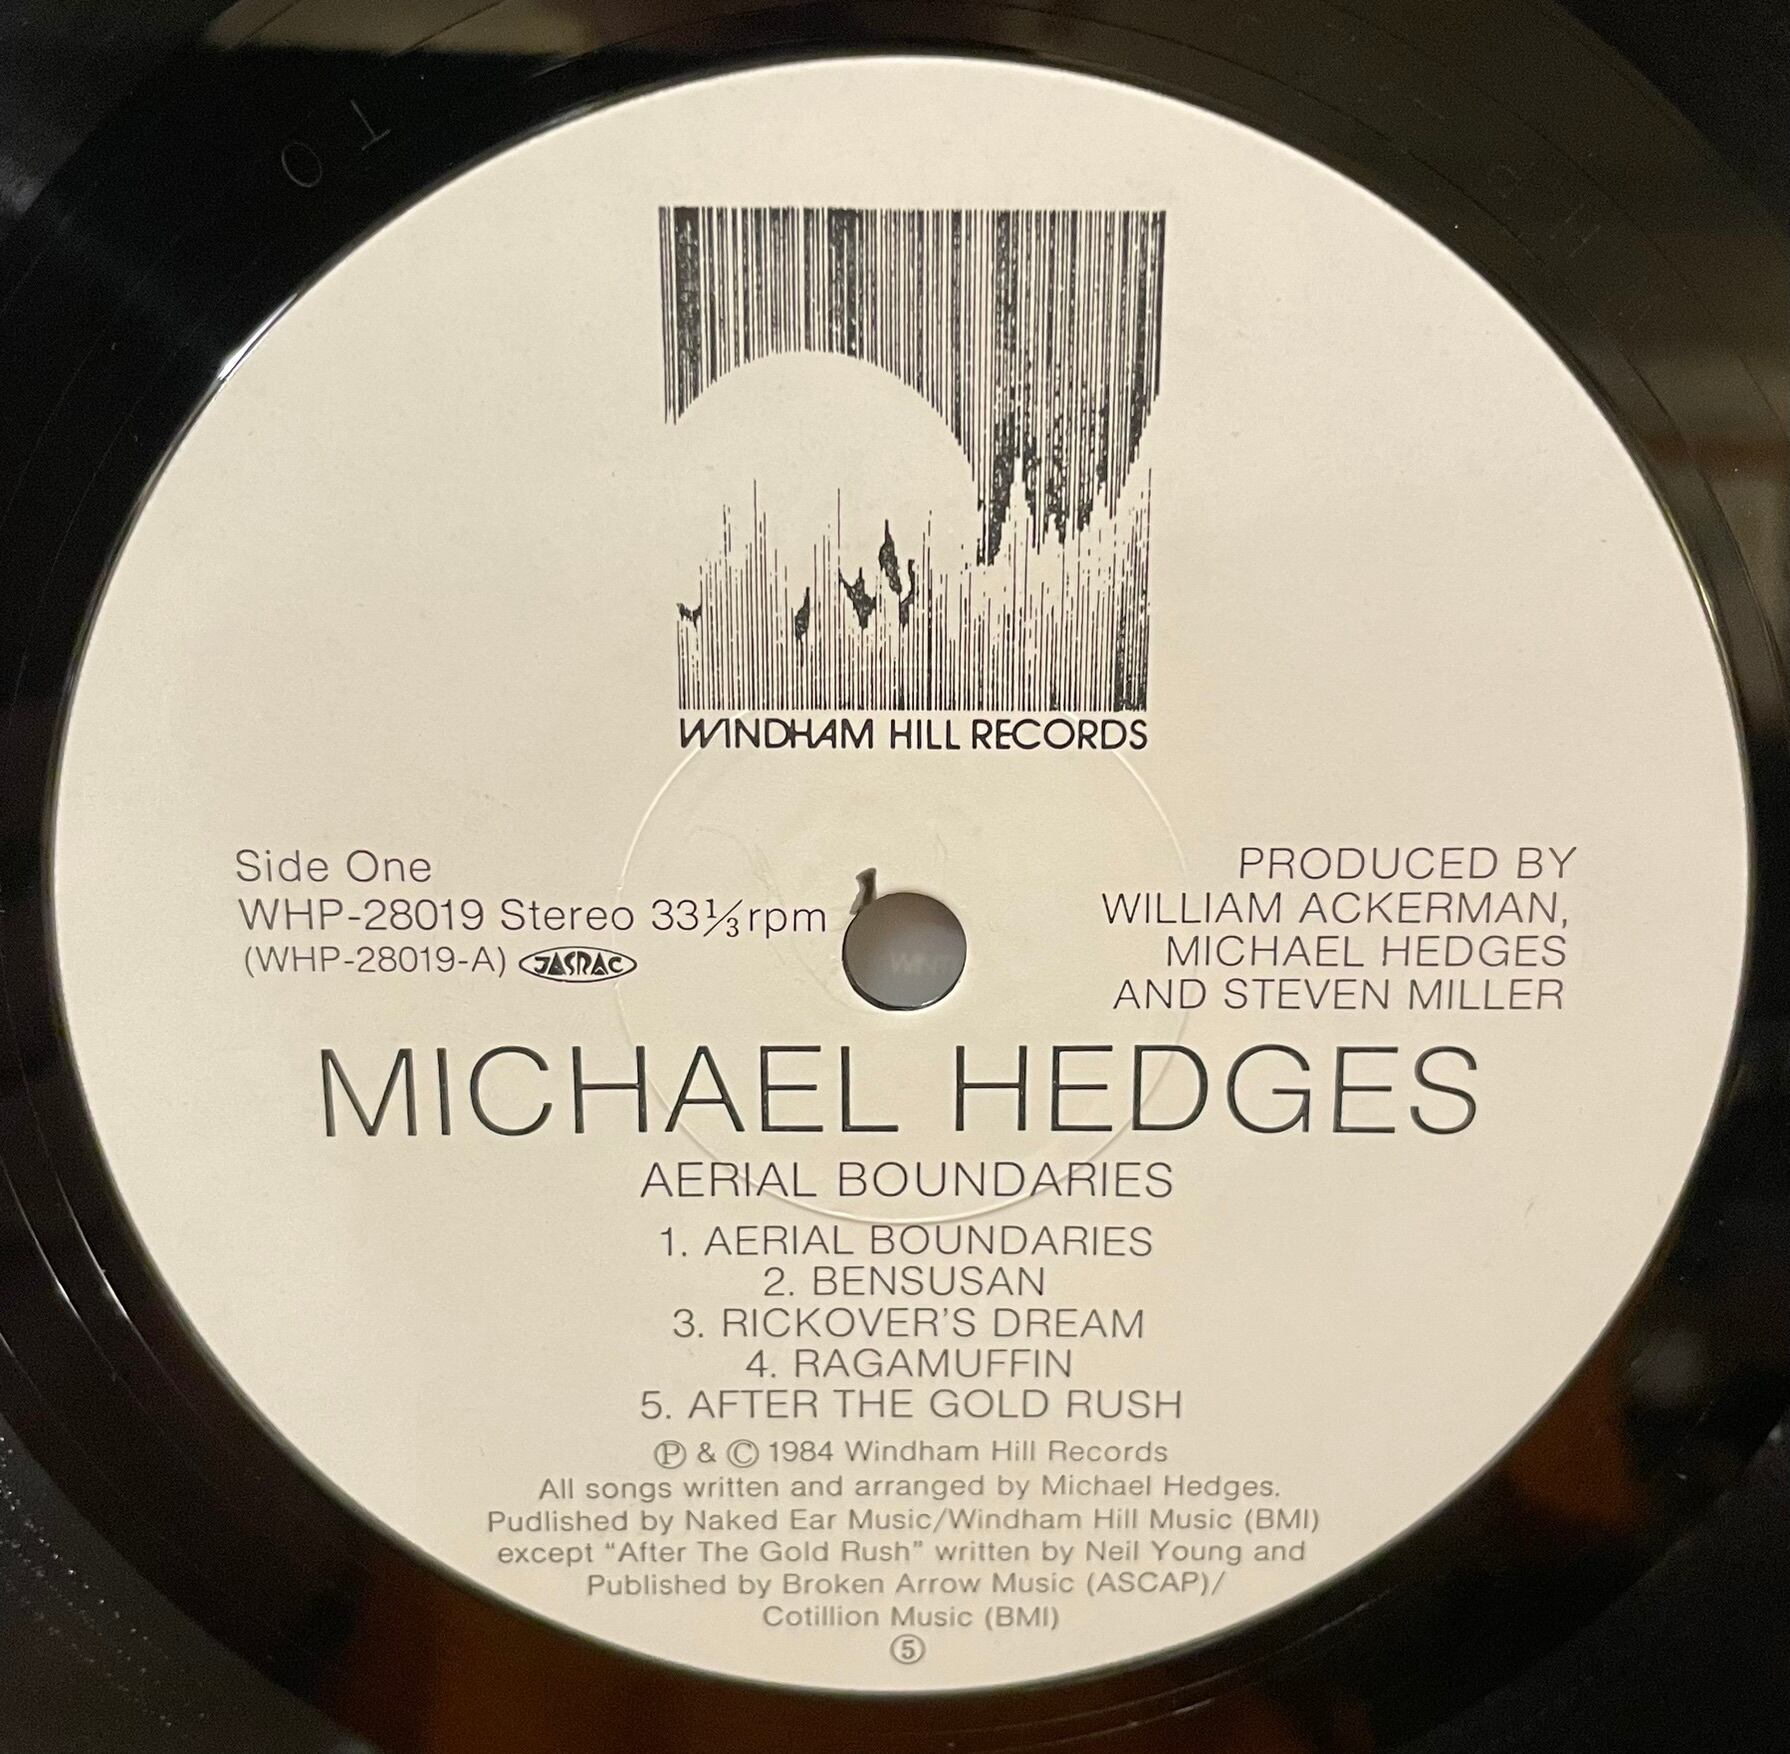 WINDHAM HILL RECORDS
Side One
WHP-28019 Stereo 33⅓rpm
(WHP-28019-A) JASRAC
PRODUCED BY
WILLIAM ACKERMAN,
MICHAEL HEDGES
AND STEVEN MILLER
MICHAEL HEDGES
AERIAL BOUNDARIES
1. AERIAL BOUNDARIES
2. BENSUSAN
3. RICKOVER'S DREAM
4. RAGAMUFFIN
5. AFTER THE GOLD RUSH
Ⓟ & Ⓒ 1984 Windham Hill Records
All songs written and arranged by Michael Hedges.
Pudlished by Naked Ear Music/Windham Hill Music (BMI)
except “After The Gold Rush” written by Neil Young and
Published by Broken Arrow Music (ASCAP)/
Cotillion Music (BMI)
⑤